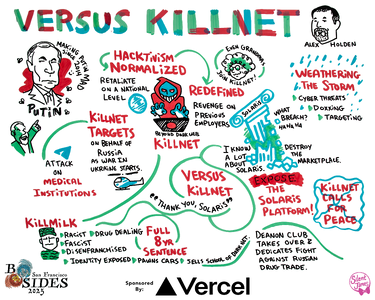 VERSUS KILLNET
ALEX HOLDEN
MAKING PUTIN MAD
SINCE 2014
PUTIN
HACKTIVISM
NORMALIZED
RETALIATE
ON A NATIONAL
LEVEL
EVEN GRANDMAS
JOIN KILLNET!
REDEFINED
REVENGE ON
PREVIOUS
EMPLOYERS
BEYOND DARK WEB
KILLNET
WEATHERING
THE STORM
CYBER THREATS
DOXXING
TARGETING
SOLARIS
WHAT
BREACH?
HA HA HA
KILLNET
TARGETS
ON BEHALF OF
RUSSIA
AS WAR IN
UKRAINE STARTS
ATTACK
ON
MEDICAL
INSTITUTIONS
I KNOW
A LOT
ABOUT
SOLARIS.
DESTROY
THE
MARKETPLACE.
VERSUS
KILLNET
"THANK YOU, SOLARIS"
EXPOSE
THE
SOLARIS
PLATFORM!
KILLNET
CALLS
FOR
PEACE
KILLMILK
RACIST
DRUG DEALING
FASCIST
DISENFRANCHISED
IDENTITY EXPOSED
PAWNS CARS
SELLS SCHOOL OF DARK NET.
FULL
8 YR
SENTENCE
DEANON CLUB
TAKES OVER &
DEDICATES FIGHT
AGAINST RUSSIAN
DRUG TRADE.
BSIDES
San Francisco
2023
Sponsored
By:
Vercel